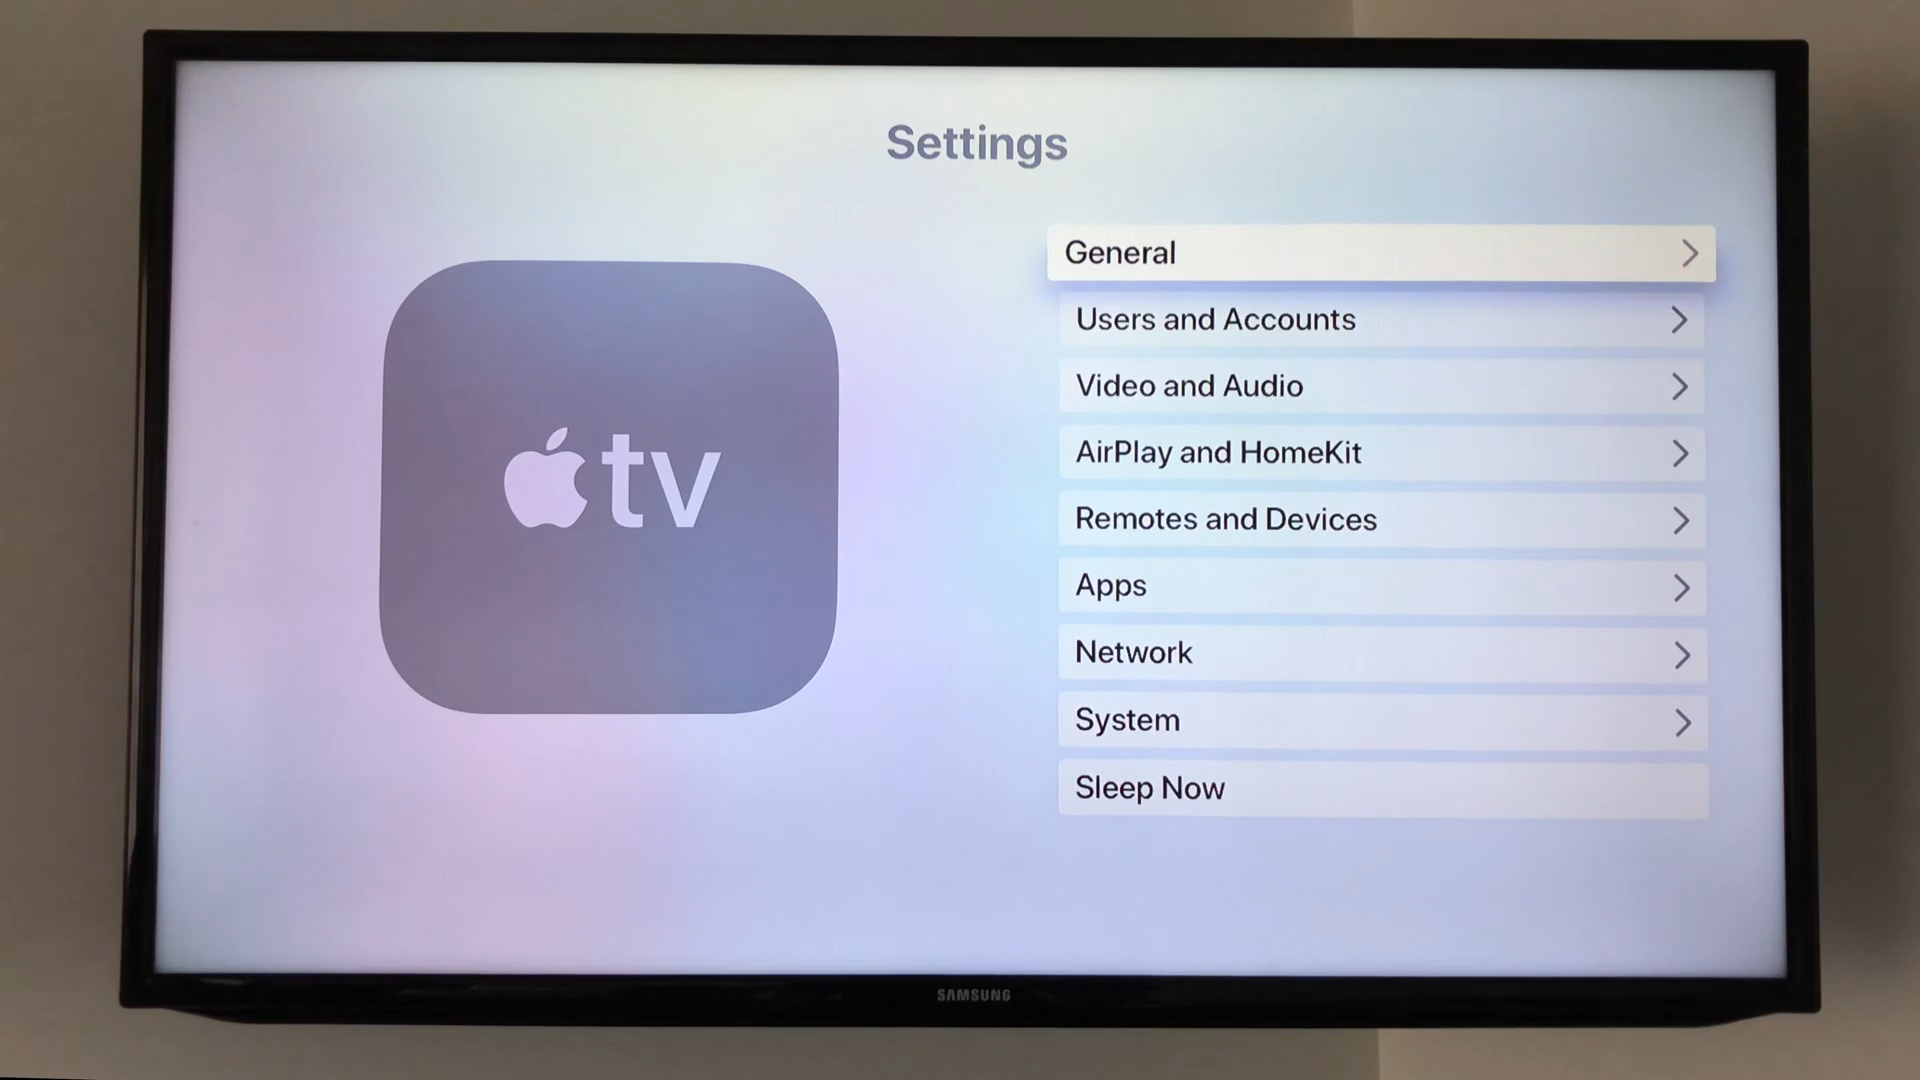 Settings
tv
General
Users and Accounts
Video and Audio
AirPlay and HomeKit
Remotes and Devices
Apps
Network
System
Sleep Now
SAMSUNG